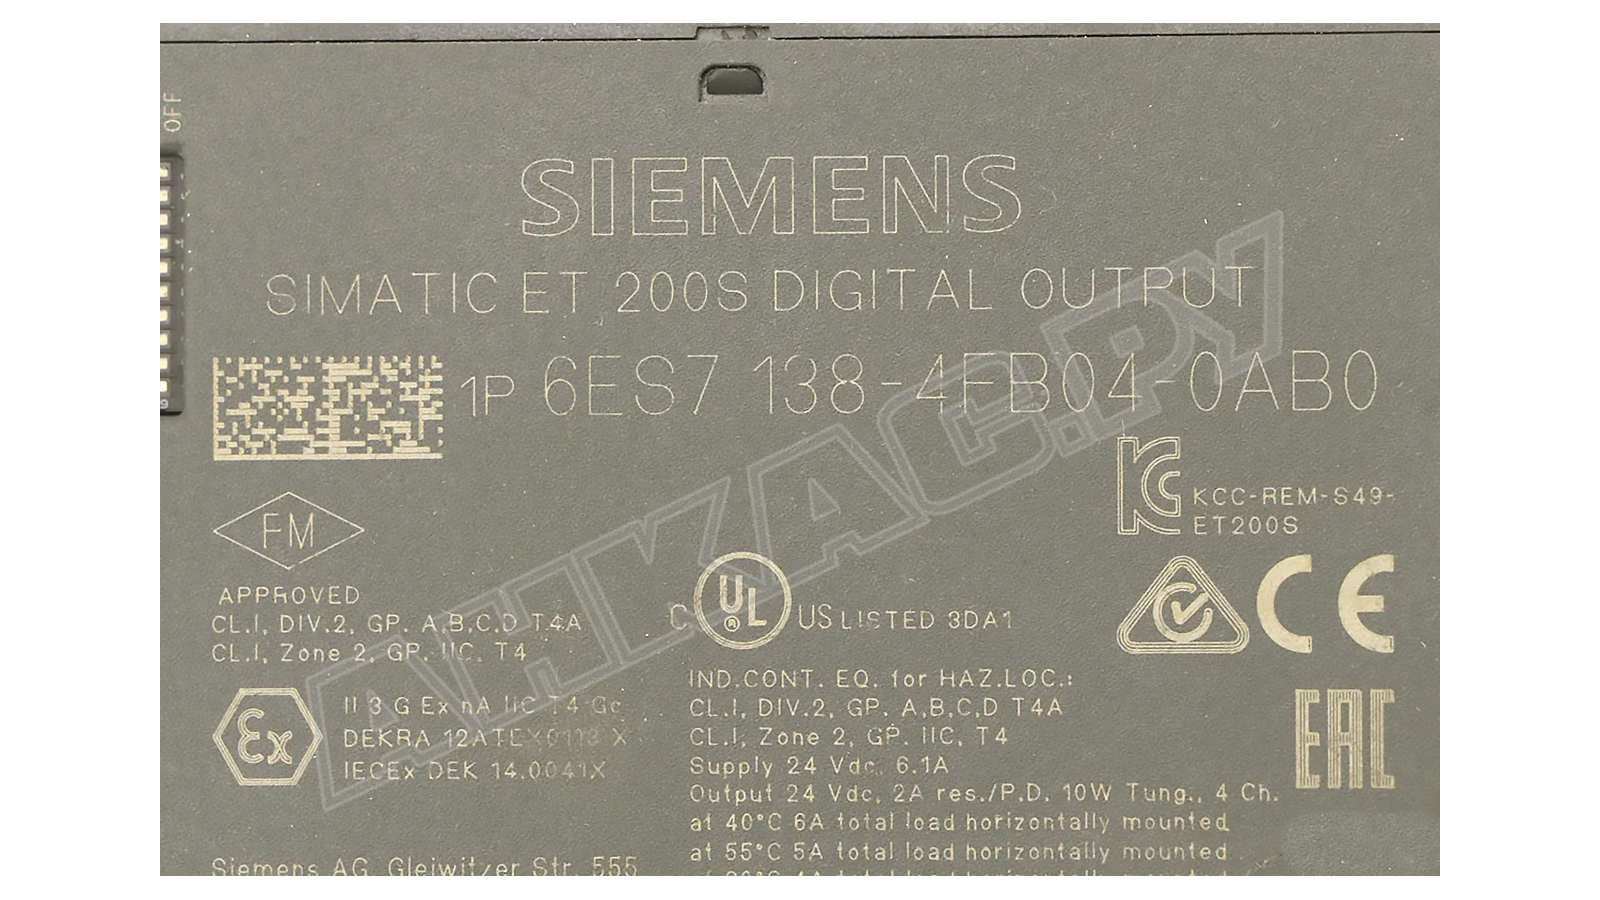 OFF
SIEMENS
SIMATIC ET 200S DIGITAL OUTPUT
1P 6ES7 138-4FB04-0AB0
KCC-REM-S49-
ET200S
FM
APPROVED
CL.I, DIV.2, GP. A,B,C,D T4A
CL.I, Zone 2, GP. IIC, T4
C UL ® US LISTED 3DA1
CE
Ex
II 3 G Ex nA IIC T4 Gc
DEKRA 12ATEX0113 X
IECEx DEK 14.0041X
IND.CONT. EQ. for HAZ.LOC.:
CL.I, DIV.2, GP. A,B,C,D T4A
CL.I, Zone 2, GP. IIC, T4
Supply 24 Vdc, 6.1A
Output 24 Vdc, 2A res./P.D, 10W Tung., 4 Ch.
at 40°C 6A total load horizontally mounted
at 55°C 5A total load horizontally mounted
EAC
Siemens AG Gleiwitzer Str. 555
АНКАС.РУ